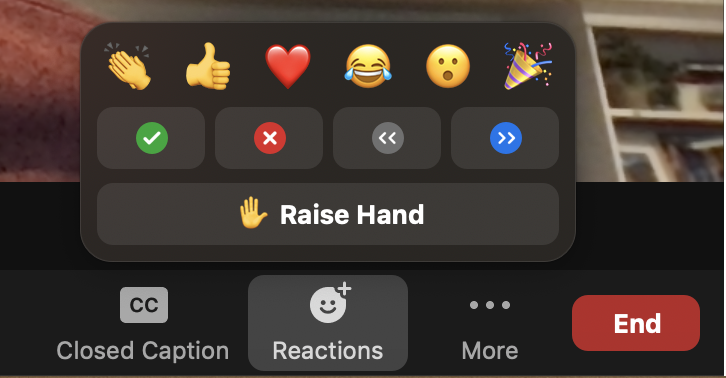 Raise Hand
CC
Closed Caption
Reactions
More
End